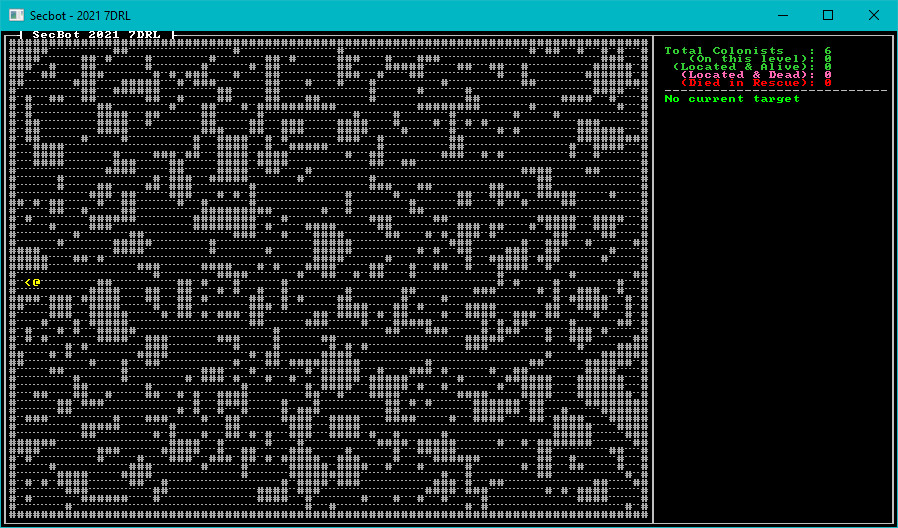 Secbot - 2021 7DRL
[ SecBot 2021 7DRL ]
Total Colonists   : 6
(On this level): 0
(Located & Alive): 0
(Located & Dead): 0
(Died in Rescue): 0
No current target
<@